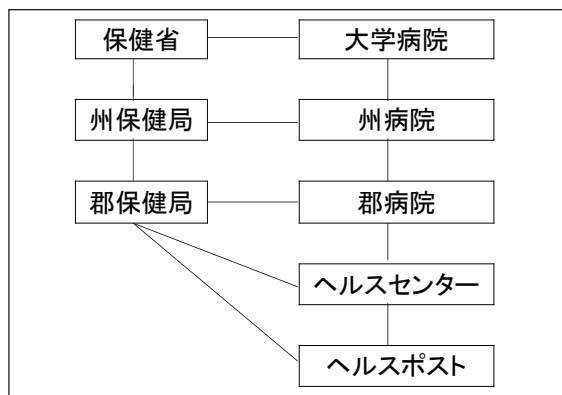 保健省
大学病院
州保健局
州病院
郡保健局
郡病院
ヘルスセンター
ヘルスポスト